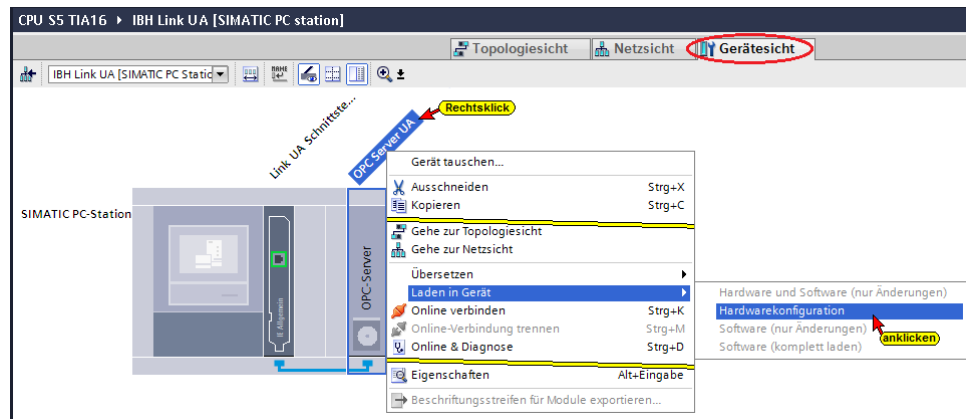 CPU S5 TIA16 ▸ IBH Link UA [SIMATIC PC station]
Topologiesicht Netzsicht Gerätesicht
IBH Link UA [SIMATIC PC Static
Rechtsklick
Link UA Schnittste...
OPC Server UA
SIMATIC PC-Station
IE Allgemein
OPC-Server
Gerät tauschen...
Ausschneiden Strg+X
Kopieren Strg+C
Gehe zur Topologiesicht
Gehe zur Netzsicht
Übersetzen
Laden in Gerät
Online verbinden Strg+K
Online-Verbindung trennen Strg+M
Online & Diagnose Strg+D
Eigenschaften Alt+Eingabe
Beschriftungsstreifen für Module exportieren...
Hardware und Software (nur Änderungen)
Hardwarekonfiguration
Software (nur Änderungen)
anklicken
Software (komplett laden)